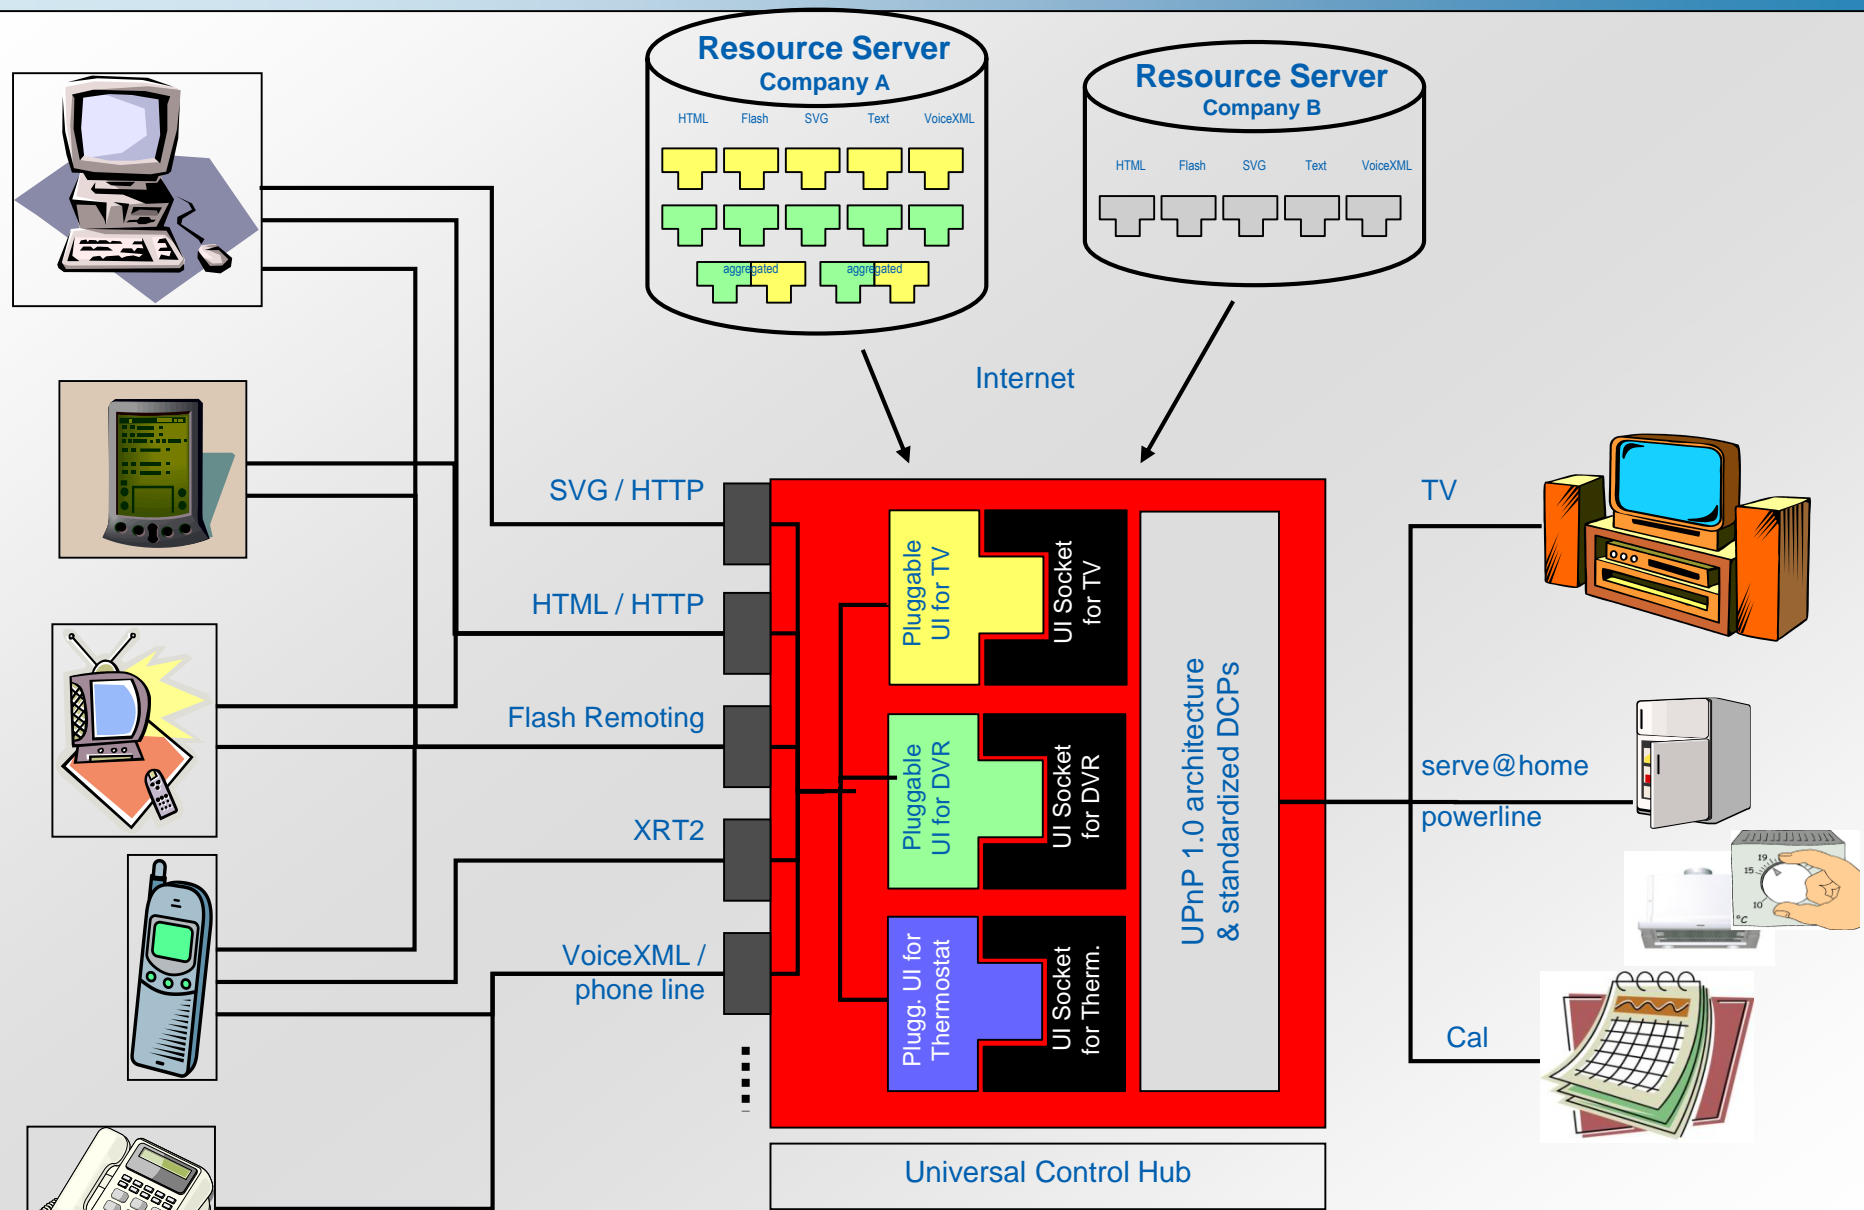 Resource Server
Company A
HTML Flash SVG Text VoiceXML
aggregated aggregated
Resource Server
Company B
HTML Flash SVG Text VoiceXML
Internet
SVG / HTTP
HTML / HTTP
Flash Remoting
XRT2
VoiceXML /
phone line
Pluggable
UI for TV
UI Socket
for TV
Pluggable
UI for DVR
UI Socket
for DVR
Plugg. UI for
Thermostat
UI Socket
for Therm.
UPnP 1.0 architecture
& standardized DCPs
TV
serve@home
powerline
19
15
10
°C
Cal
Universal Control Hub